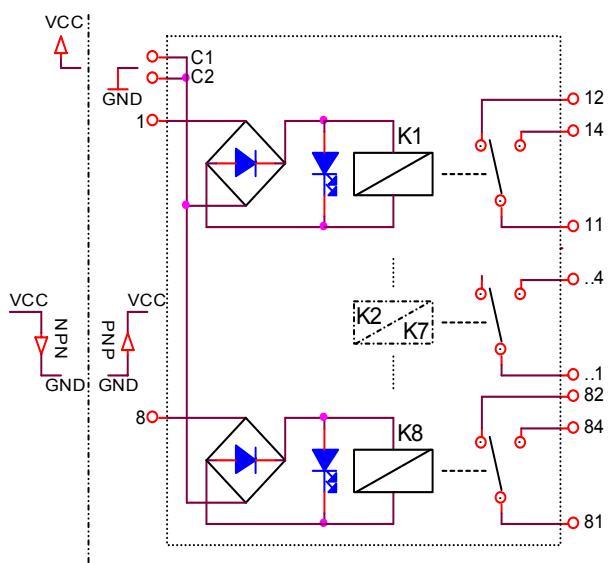 VCC
C1
C2
GND
1
K1
12
14
11
VCC
NPN
GND
VCC
PNP
GND
K2
K7
..4
..1
8
K8
82
84
81